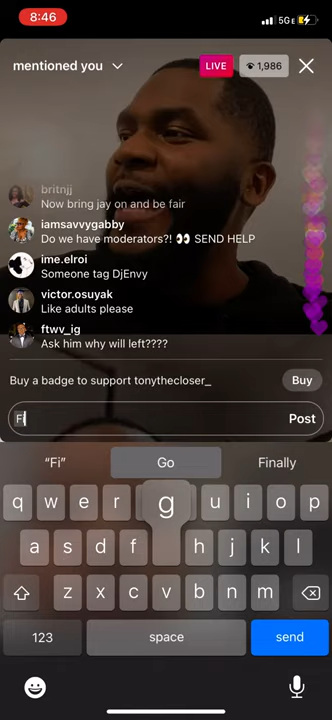 8:46
5GE
mentioned you
LIVE
1,986
britnjj
Now bring jay on and be fair
iamsavvygabby
Do we have moderators?! 👀 SEND HELP
ime.elroi
Someone tag DjEnvy
victor.osuyak
Like adults please
ftwv_ig
Ask him why will left????
Buy a badge to support tonythecloser_
Buy
Fi
Post
“Fi”
Go
Finally
q w e r g u i o p
a s d f h j k l
z x c v b n m
123
space
send